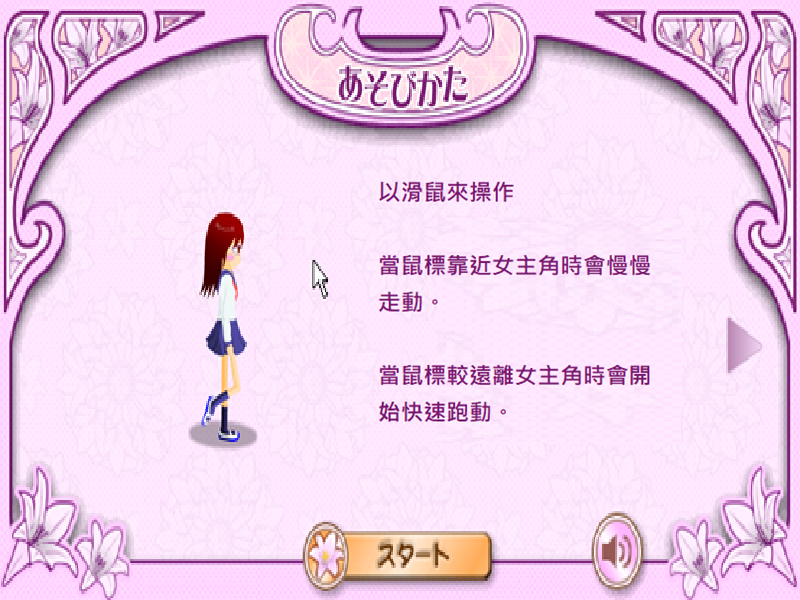 あそびかた
以滑鼠來操作
當鼠標靠近女主角時會慢慢
走動。
當鼠標較遠離女主角時會開
始快速跑動。
スタート